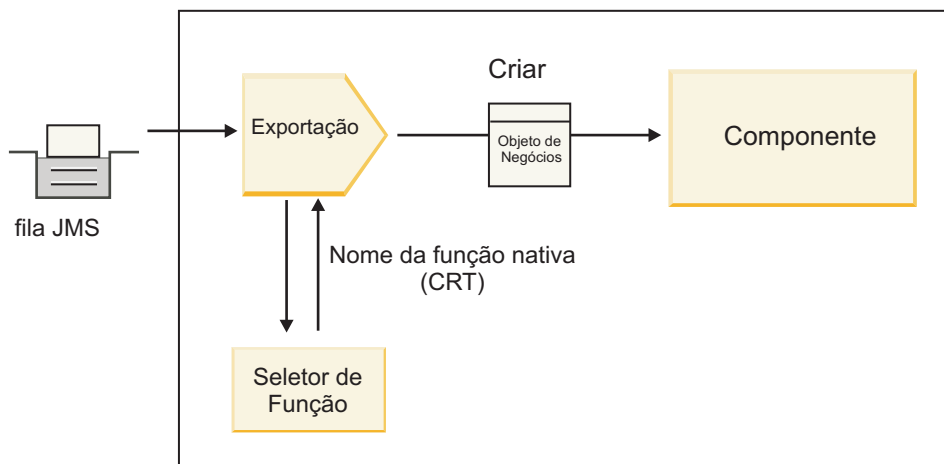 Criar
Exportação
Objeto de
Negócios
Componente
fila JMS
Nome da função nativa
(CRT)
Seletor de
Função